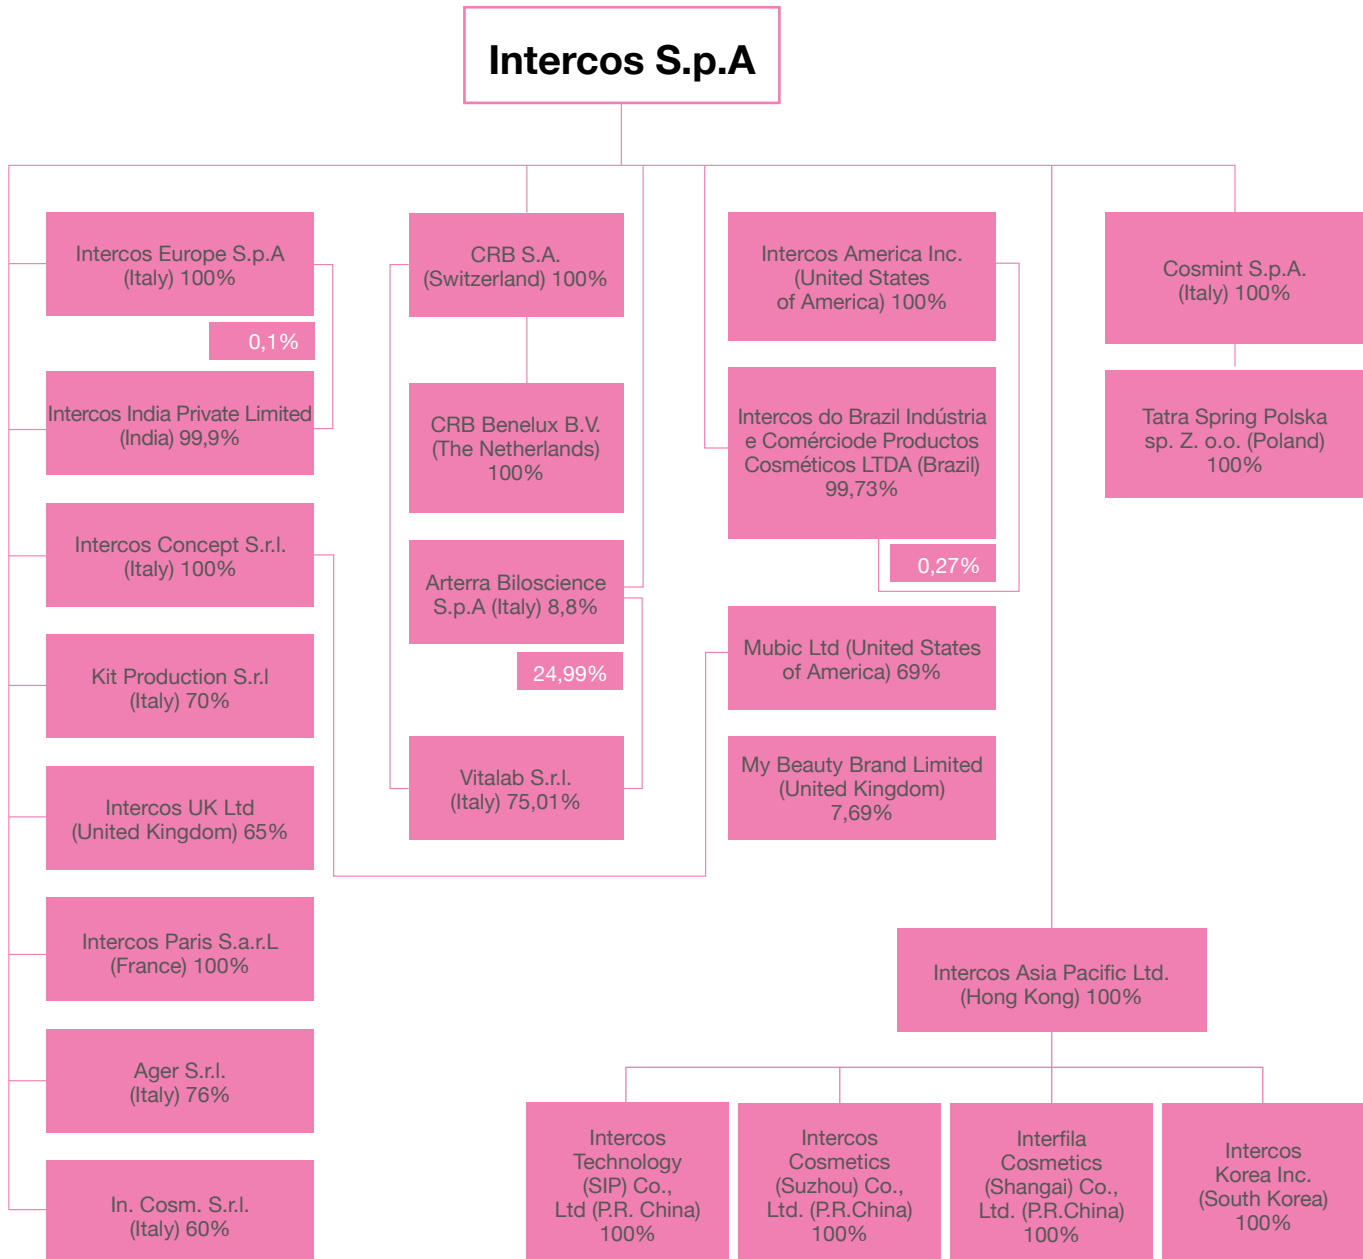 Intercos S.p.A
Intercos Europe S.p.A
(Italy) 100%
0,1%
Intercos India Private Limited
(India) 99,9%
Intercos Concept S.r.l.
(Italy) 100%
Kit Production S.r.l
(Italy) 70%
Intercos UK Ltd
(United Kingdom) 65%
Intercos Paris S.a.r.L
(France) 100%
Ager S.r.l.
(Italy) 76%
In. Cosm. S.r.l.
(Italy) 60%
CRB S.A.
(Switzerland) 100%
CRB Benelux B.V.
(The Netherlands)
100%
Arterra Biloscience
S.p.A (Italy) 8,8%
24,99%
Vitalab S.r.l.
(Italy) 75,01%
Intercos America Inc.
(United States
of America) 100%
Intercos do Brazil Indústria
e Comérciode Productos
Cosméticos LTDA (Brazil)
99,73%
0,27%
Mubic Ltd (United States
of America) 69%
My Beauty Brand Limited
(United Kingdom)
7,69%
Cosmint S.p.A.
(Italy) 100%
Tatra Spring Polska
sp. Z. o.o. (Poland)
100%
Intercos Asia Pacific Ltd.
(Hong Kong) 100%
Intercos
Technology
(SIP) Co.,
Ltd (P.R. China)
100%
Intercos
Cosmetics
(Suzhou) Co.,
Ltd. (P.R.China)
100%
Interfila
Cosmetics
(Shangai) Co.,
Ltd. (P.R.China)
100%
Intercos
Korea Inc.
(South Korea)
100%